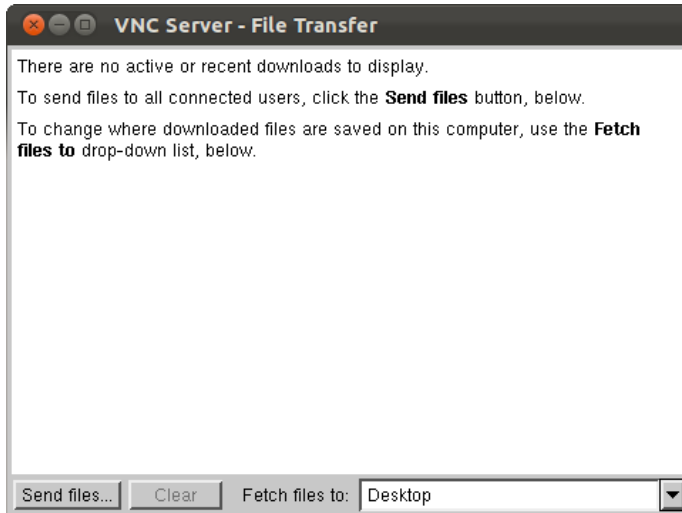 VNC Server - File Transfer
There are no active or recent downloads to display.
To send files to all connected users, click the Send files button, below.
To change where downloaded files are saved on this computer, use the Fetch
files to drop-down list, below.
Send files... Clear Fetch files to: Desktop